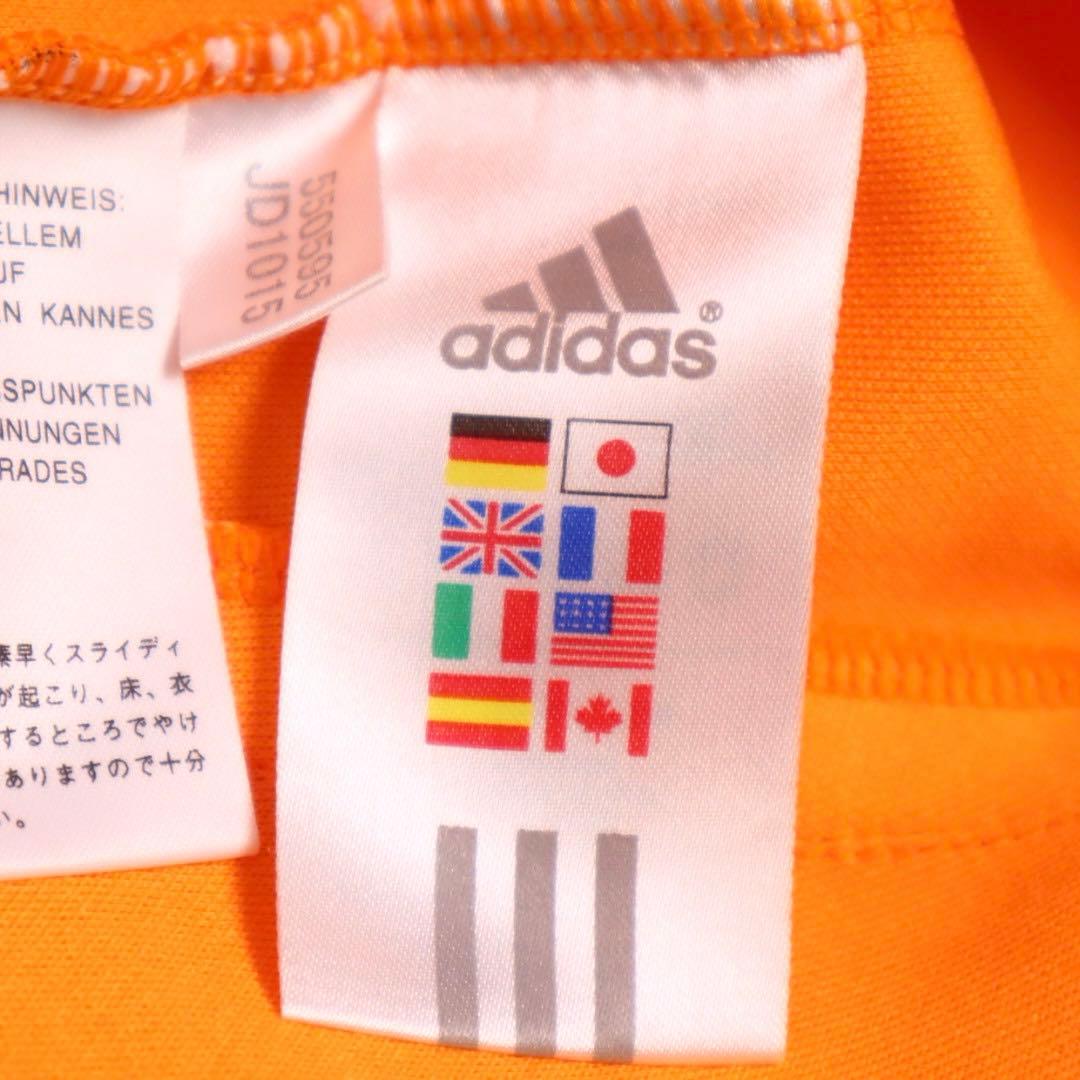 HINWEIS:
ELLEM
UF
EN KANNES
SPUNKTEN
NNUNGEN
RADES
素早くスライディ
が起こり、床、衣
するところでやけ
ありますので十分
い。
550595
JD1015
adidas®